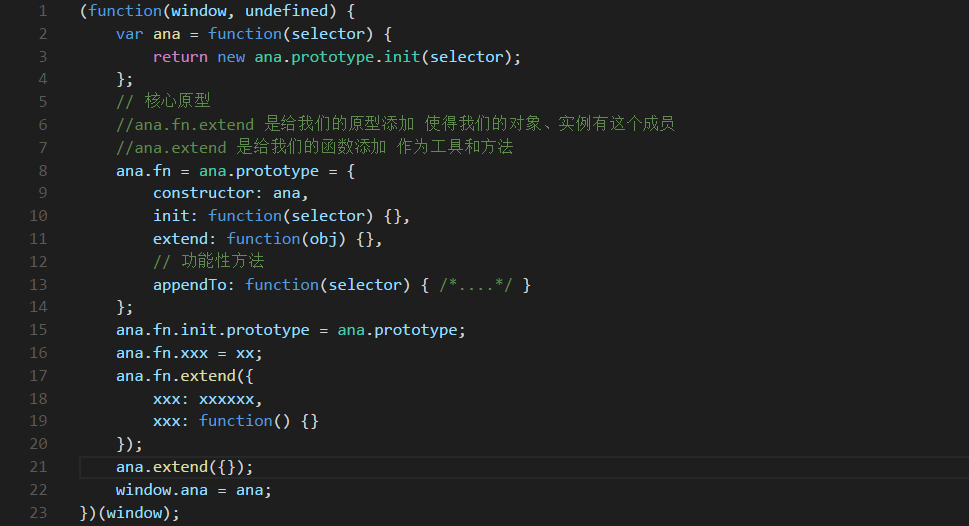 1 (function(window, undefined) {
2     var ana = function(selector) {
3         return new ana.prototype.init(selector);
4     };
5     // 核心原型
6     //ana.fn.extend 是给我们的原型添加 使得我们的对象、实例有这个成员
7     //ana.extend 是给我们的函数添加 作为工具和方法
8     ana.fn = ana.prototype = {
9         constructor: ana,
10         init: function(selector) {},
11         extend: function(obj) {},
12         // 功能性方法
13         appendTo: function(selector) { /*....*/ }
14     };
15     ana.fn.init.prototype = ana.prototype;
16     ana.fn.xxx = xx;
17     ana.fn.extend({
18         xxx: xxxxxx,
19         xxx: function() {}
20     });
21     ana.extend({});
22     window.ana = ana;
23 })(window);